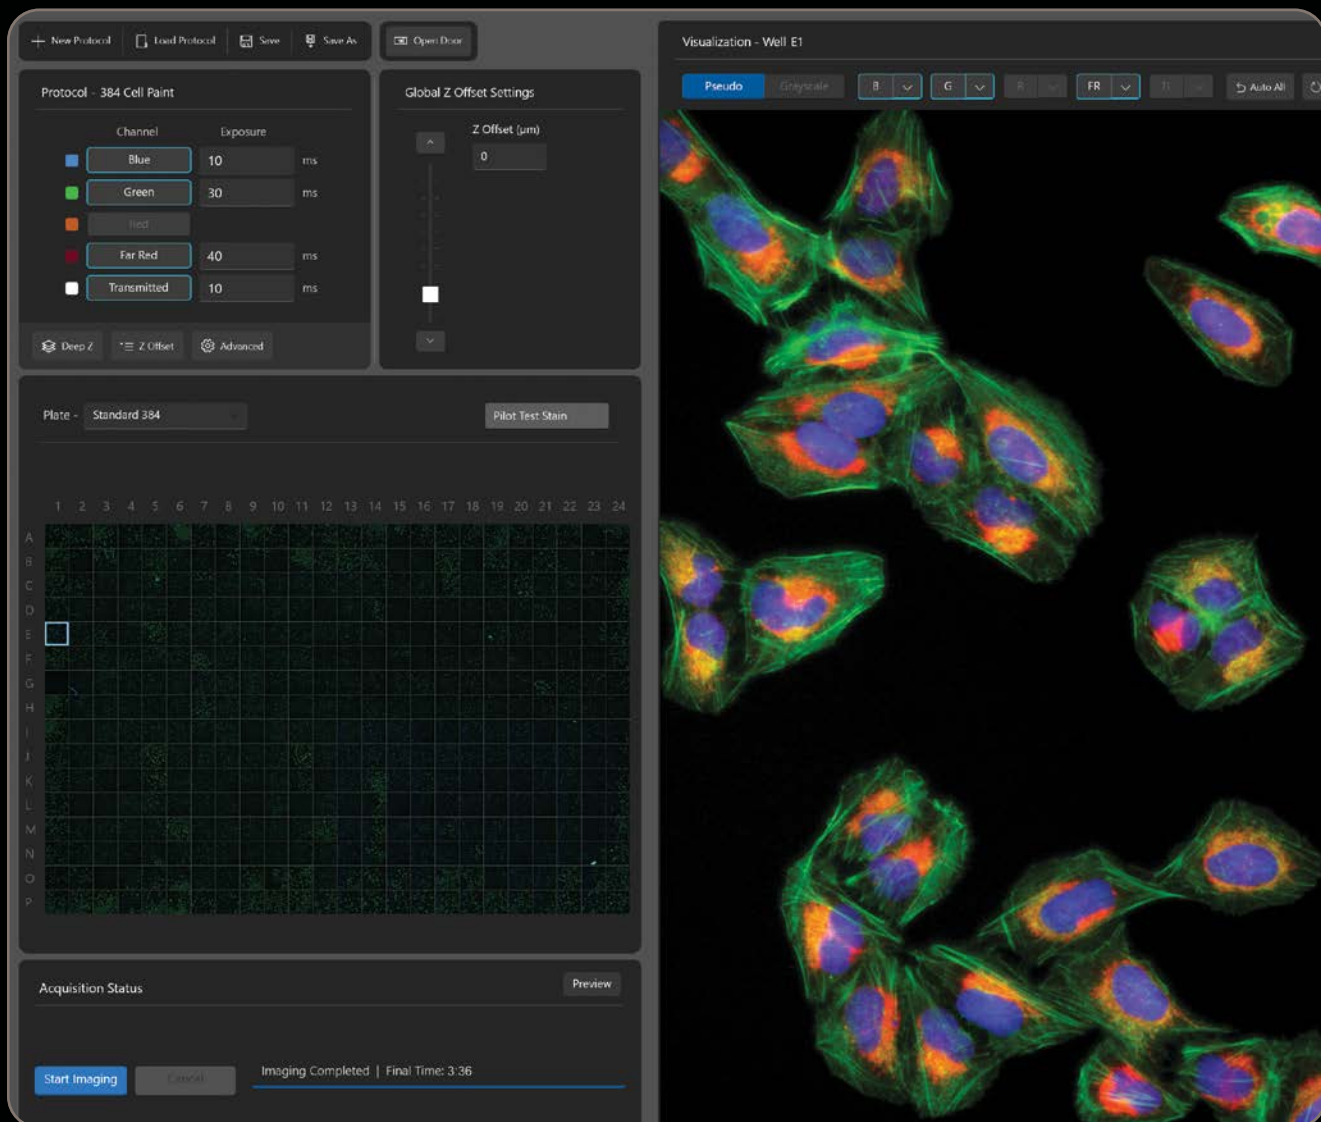 New Protocol Load Protocol Save Save As Open Door
Protocol - 384 Cell Paint
Channel Exposure
Blue 10 ms
Green 30 ms
Red
Far Red 40 ms
Transmitted 10 ms
Deep Z Z Offset Advanced
Global Z Offset Settings
Z Offset (µm)
0
Plate - Standard 384 Pilot Test Stain
1 2 3 4 5 6 7 8 9 10 11 12 13 14 15 16 17 18 19 20 21 22 23 24
A
B
C
D
E
F
G
H
I
J
K
L
M
N
O
P
Acquisition Status Preview
Start Imaging Cancel Imaging Completed | Final Time: 3:36
Visualization - Well E1
Pseudo Grayscale B G R FR TL Auto All